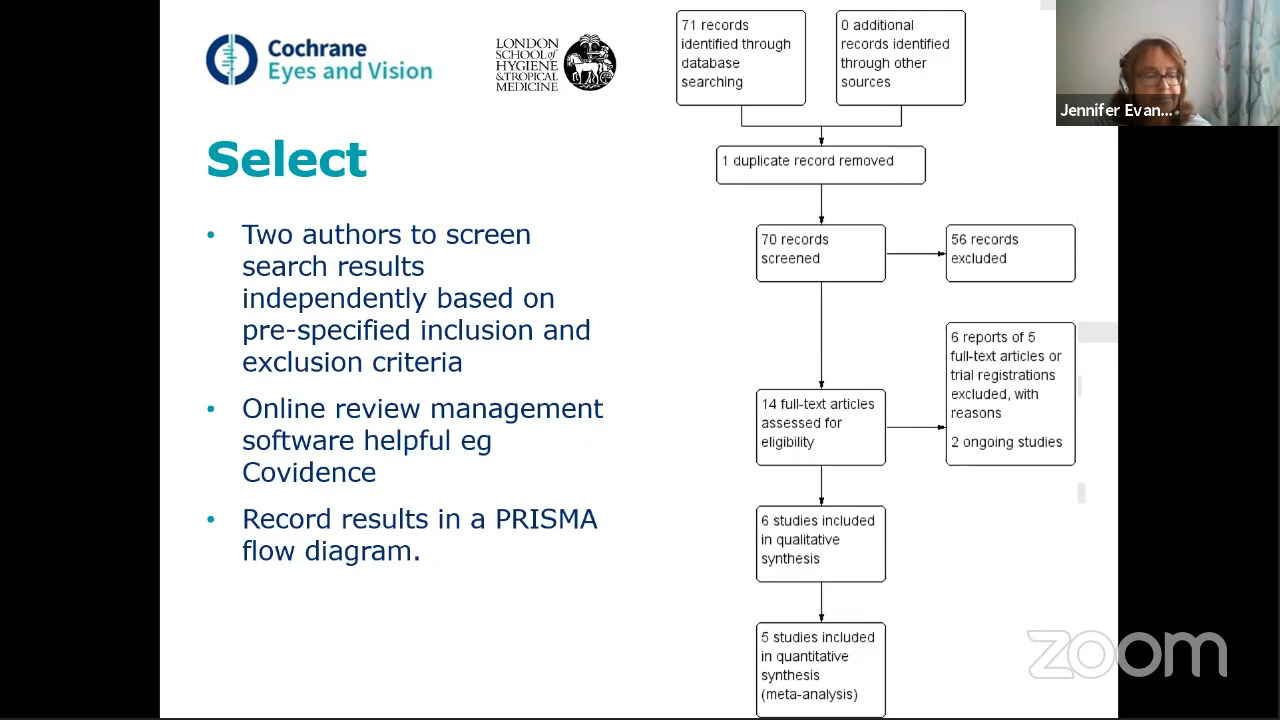 Cochrane
Eyes and Vision
LONDON
SCHOOL of
HYGIENE
& TROPICAL
MEDICINE
Select
• Two authors to screen
search results
independently based on
pre-specified inclusion and
exclusion criteria
• Online review management
software helpful eg
Covidence
• Record results in a PRISMA
flow diagram.
71 records
identified through
database
searching
0 additional
records identified
through other
sources
1 duplicate record removed
70 records
screened
56 records
excluded
14 full-text articles
assessed for
eligibility
6 reports of 5
full-text articles or
trial registrations
excluded, with
reasons
2 ongoing studies
6 studies included
in qualitative
synthesis
5 studies included
in quantitative
synthesis
(meta-analysis)
Jennifer Evan...
zoom